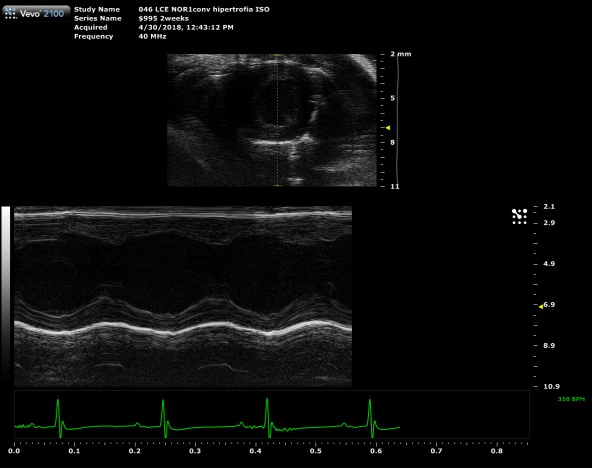 Vevo 2100
Study Name 046 LCE NOR1conv hipertrofia ISO
Series Name S995 2weeks
Acquired 4/30/2018, 12:43:12 PM
Frequency 40 MHz
2 mm
5
8
11
2.1
2.9
4.9
6.9
8.9
10.9
350 BPM
0.0 0.1 0.2 0.3 0.4 0.5 0.6 0.7 0.8